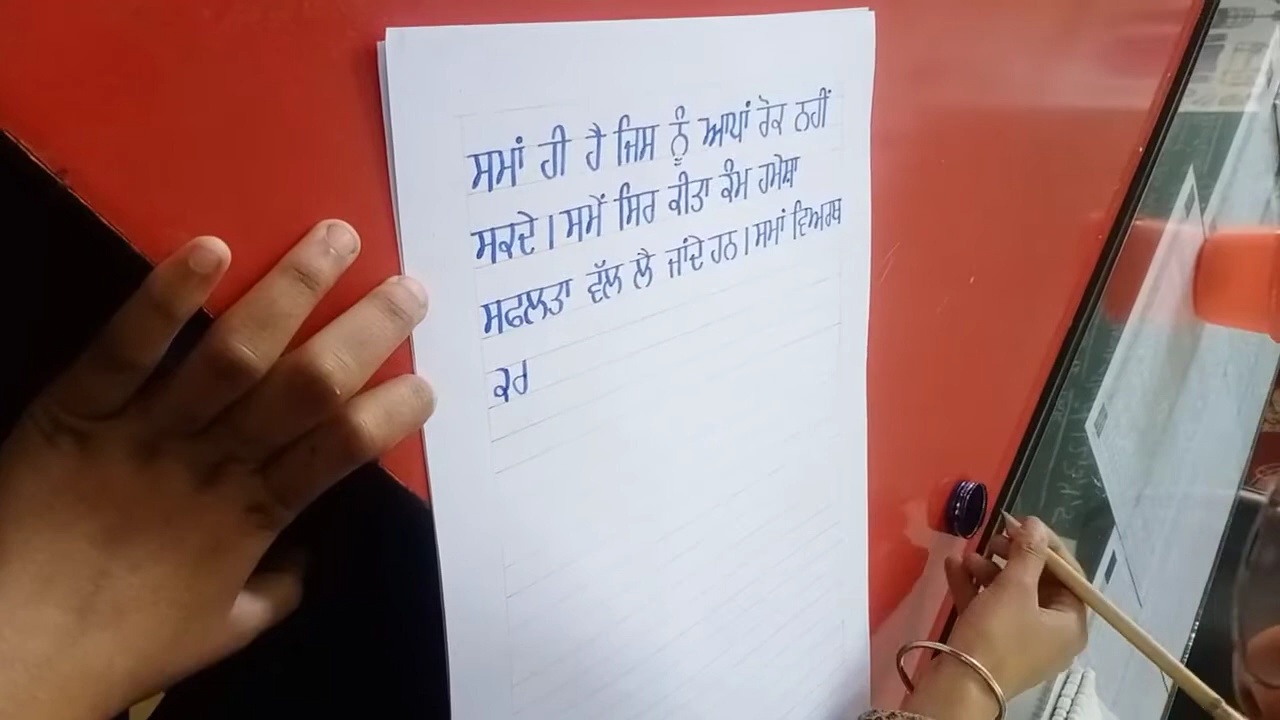 ਸਮਾਂ ਹੀ ਹੈ ਜਿਸ ਨੂੰ ਆਪਾਂ ਰੋਕ ਨਹੀਂ
ਸਕਦੇ। ਸਮੇਂ ਸਿਰ ਕੀਤਾ ਕੰਮ ਹਮੇਸ਼ਾ
ਸਫਲਤਾ ਵੱਲ ਲੈ ਜਾਂਦੇ ਹਨ। ਸਮਾਂ ਵਿਅਰਥ
ਕਰ